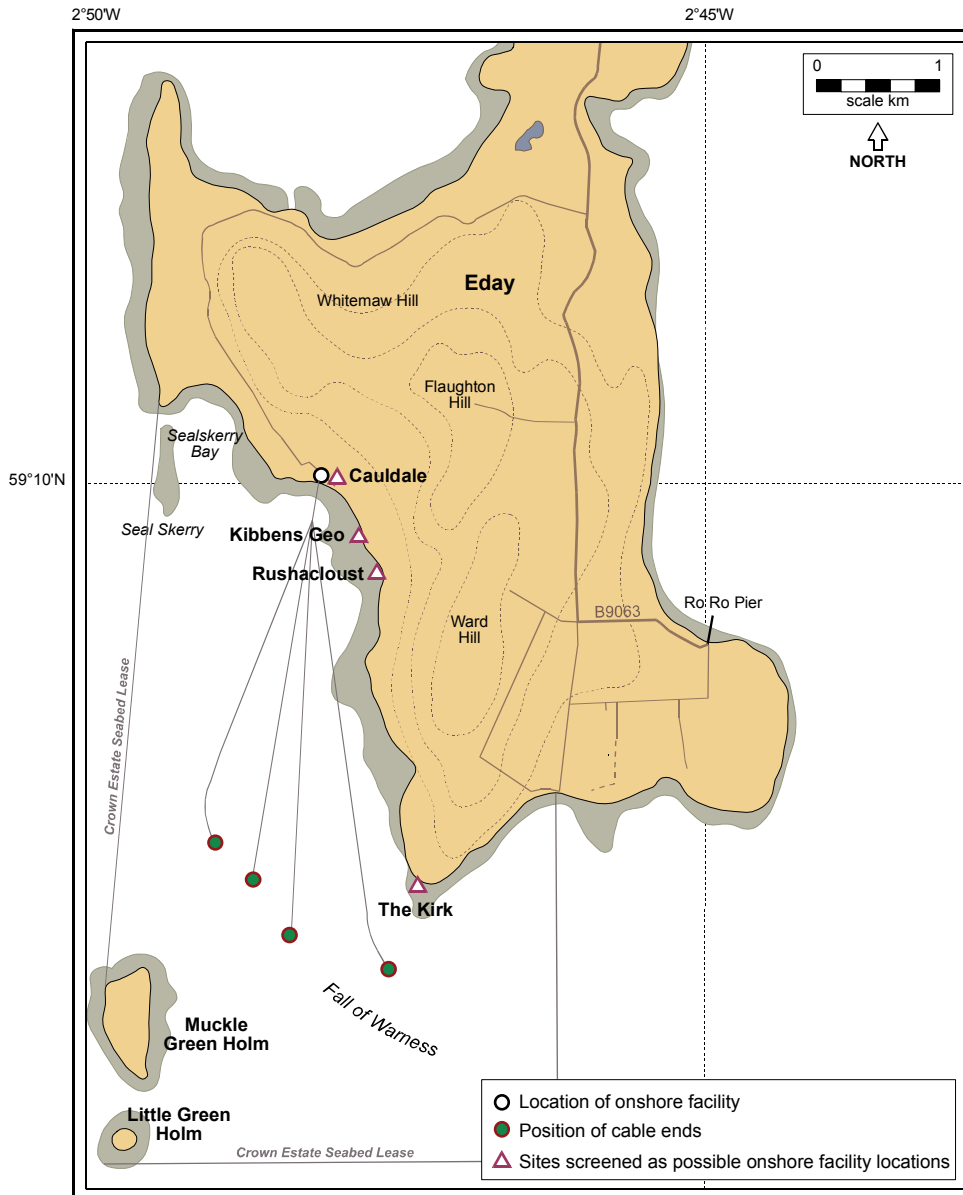 2°50'W
2°45'W
0 1
scale km
NORTH
Eday
Whitemaw Hill
Flaughton
Hill
Sealskerry
Bay
59°10'N
Cauldale
Seal Skerry
Kibbens Geo
Rushacloust
Ro Ro Pier
B9063
Ward
Hill
Crown Estate Seabed Lease
The Kirk
Fall of Warness
Muckle
Green Holm
Little Green
Holm
Crown Estate Seabed Lease
Location of onshore facility
Position of cable ends
Sites screened as possible onshore facility locations